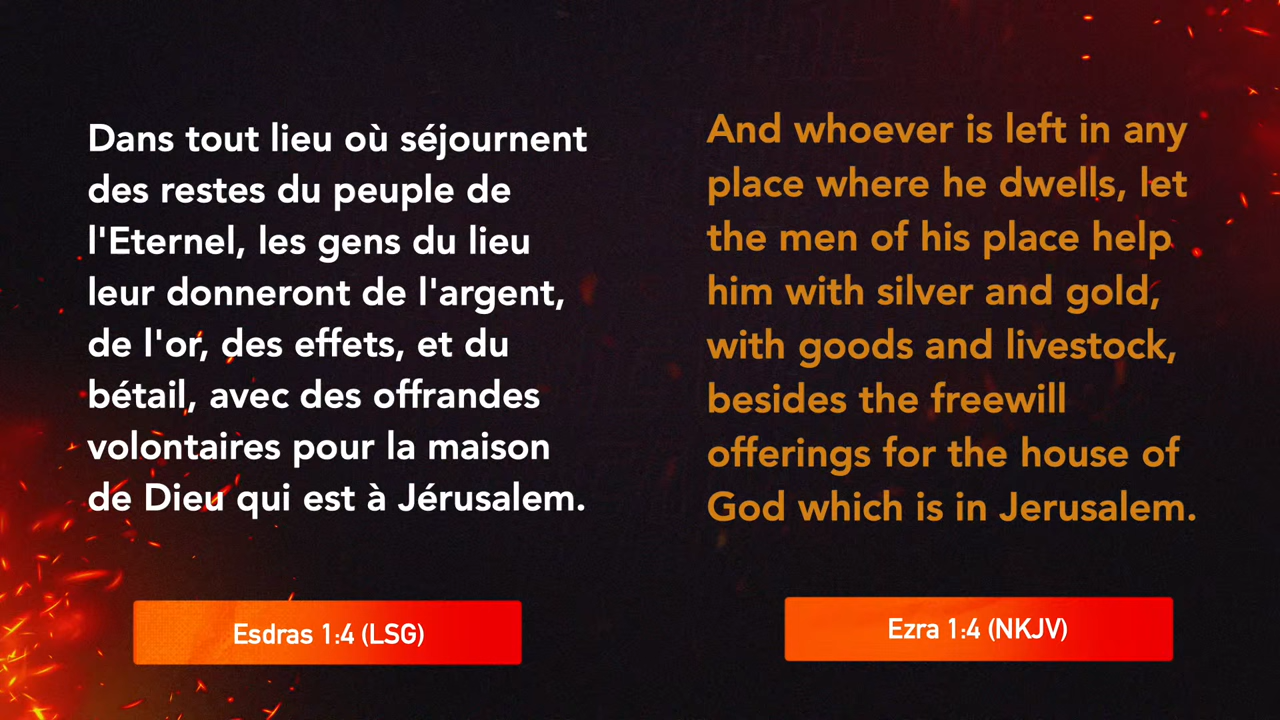 Dans tout lieu où séjournent
des restes du peuple de
l'Eternel, les gens du lieu
leur donneront de l'argent,
de l'or, des effets, et du
bétail, avec des offrandes
volontaires pour la maison
de Dieu qui est à Jérusalem.
Esdras 1:4 (LSG)
And whoever is left in any
place where he dwells, let
the men of his place help
him with silver and gold,
with goods and livestock,
besides the freewill
offerings for the house of
God which is in Jerusalem.
Ezra 1:4 (NKJV)